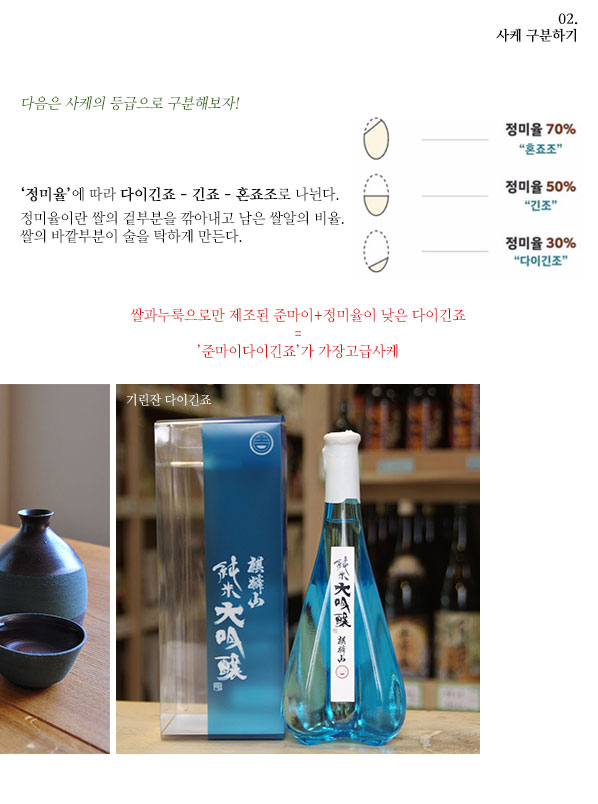 02.
사케 구분하기
다음은 사케의 등급으로 구분해보자!
정미율 70%
“혼죠조”
‘정미율’에 따라 다이긴죠 - 긴죠 - 혼죠조로 나뉜다.
정미율이란 쌀의 겉부분을 깎아내고 남은 쌀알의 비율.
쌀의 바깥부분이 술을 탁하게 만든다.
정미율 50%
“긴조”
정미율 30%
“다이긴조”
쌀과누룩으로만 제조된 준마이+정미율이 낮은 다이긴죠
=
’준마이다이긴죠’가 가장고급사케
기린잔 다이긴죠
麒麟山
純米大吟醸
純米大吟醸
麒麟山